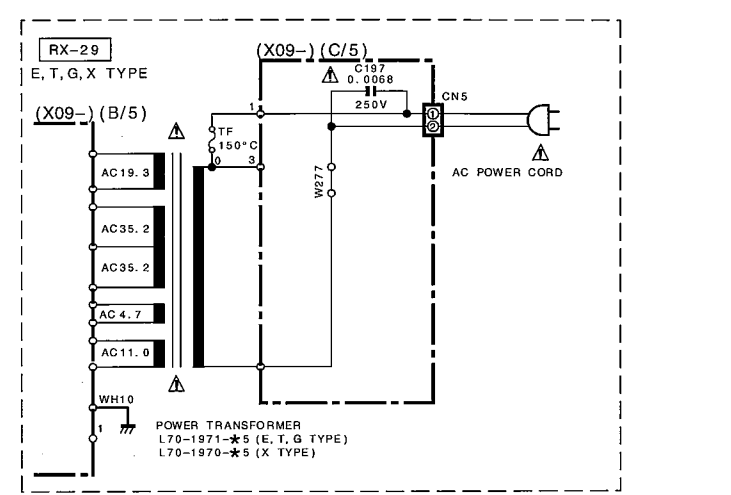 RX-29
E, T, G, X TYPE
(X09-) (B/5)
(X09-) (C/5)
C197
0.0068
250V
CN5
1
2
1
TF
150°C
0
3
W277
AC POWER CORD
AC19.3
AC35.2
AC35.2
AC4.7
AC11.0
WH10
1
POWER TRANSFORMER
L70-1971-★5 (E, T, G TYPE)
L70-1970-★5 (X TYPE)